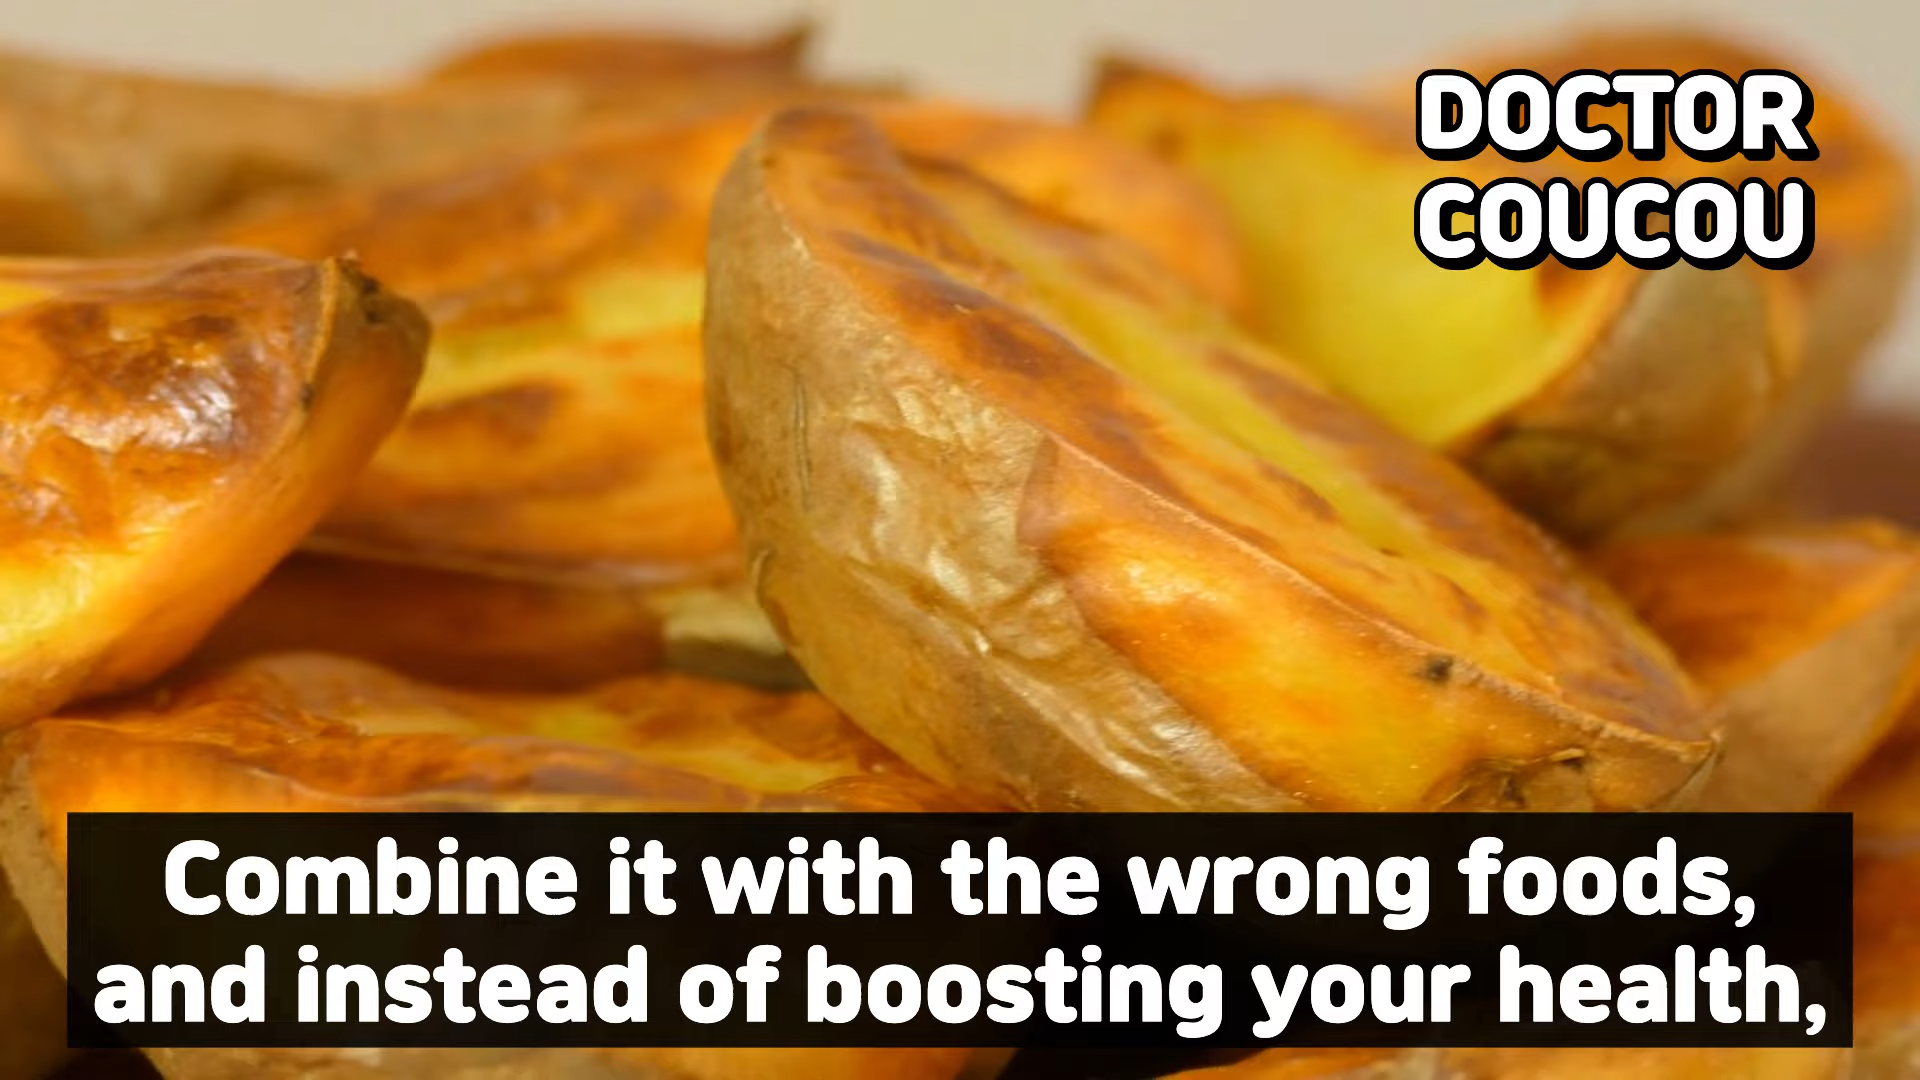 DOCTOR
COUCOU
Combine it with the wrong foods,
and instead of boosting your health,